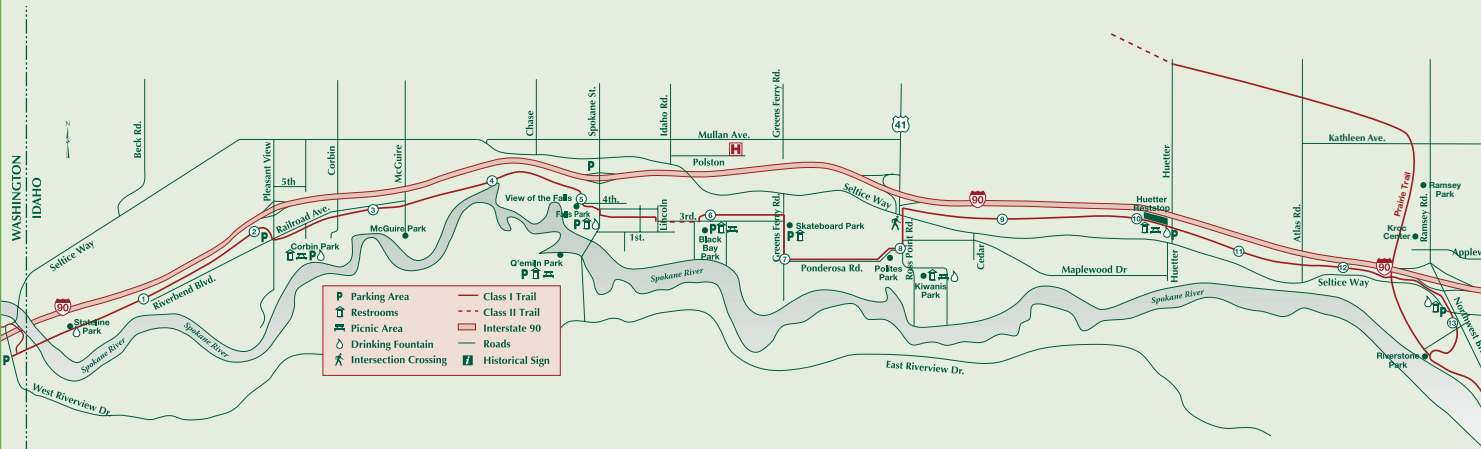 WASHINGTON
IDAHO
N
Beck Rd.
Seltice Way
90
1
Riverbend Blvd.
Stateline
Park
Spokane River
P
West Riverview Dr.
Pleasant View
5th
Corbin
McGuire
Railroad Ave.
2
P
3
Corbin Park
P
McGuire Park
Spokane River
4
Chase
Spokane St.
P
Idaho Rd.
View of the Falls
5
Falls Park
P
4th.
Lincoln
3rd.
1st.
Q'emiln Park
P
Mullan Ave.
H
Polston
Greens Ferry Rd.
6
P
Black
Bay
Park
Spokane River
Greens Ferry Rd.
Skateboard Park
P
7
Ponderosa Rd.
41
Seltice Way
8
Ross Point Rd.
Polites
Park
Kiwanis
Park
Cedar
90
9
Maplewood Dr
East Riverview Dr.
Huetter
Huetter
Reststop
10
P
Huetter
Spokane River
11
Atlas Rd.
12
Seltice Way
Kathleen Ave.
Prairie Trail
Ramsey
Park
Ramsey Rd.
Kroc
Center
90
P
13
Northwest Bl
Riverstone
Park
P Parking Area
Restrooms
Picnic Area
Drinking Fountain
Intersection Crossing
Class I Trail
Class II Trail
Interstate 90
Roads
i Historical Sign